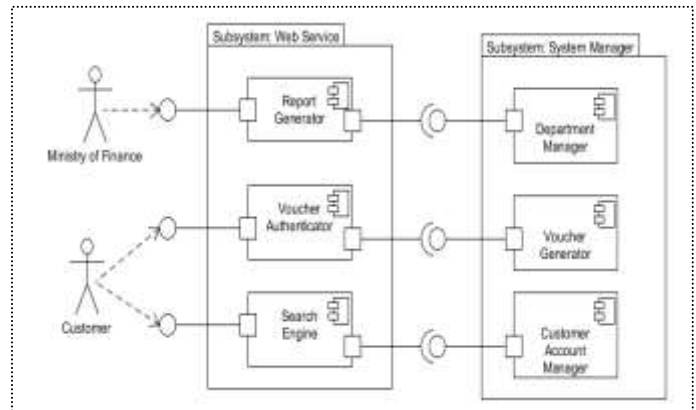 Subsystem: Web Service
Subsystem: System Manager
Report
Generator
Department
Manager
Ministry of Finance
Voucher
Authenticator
Voucher
Generator
Customer
Search
Engine
Customer
Account
Manager